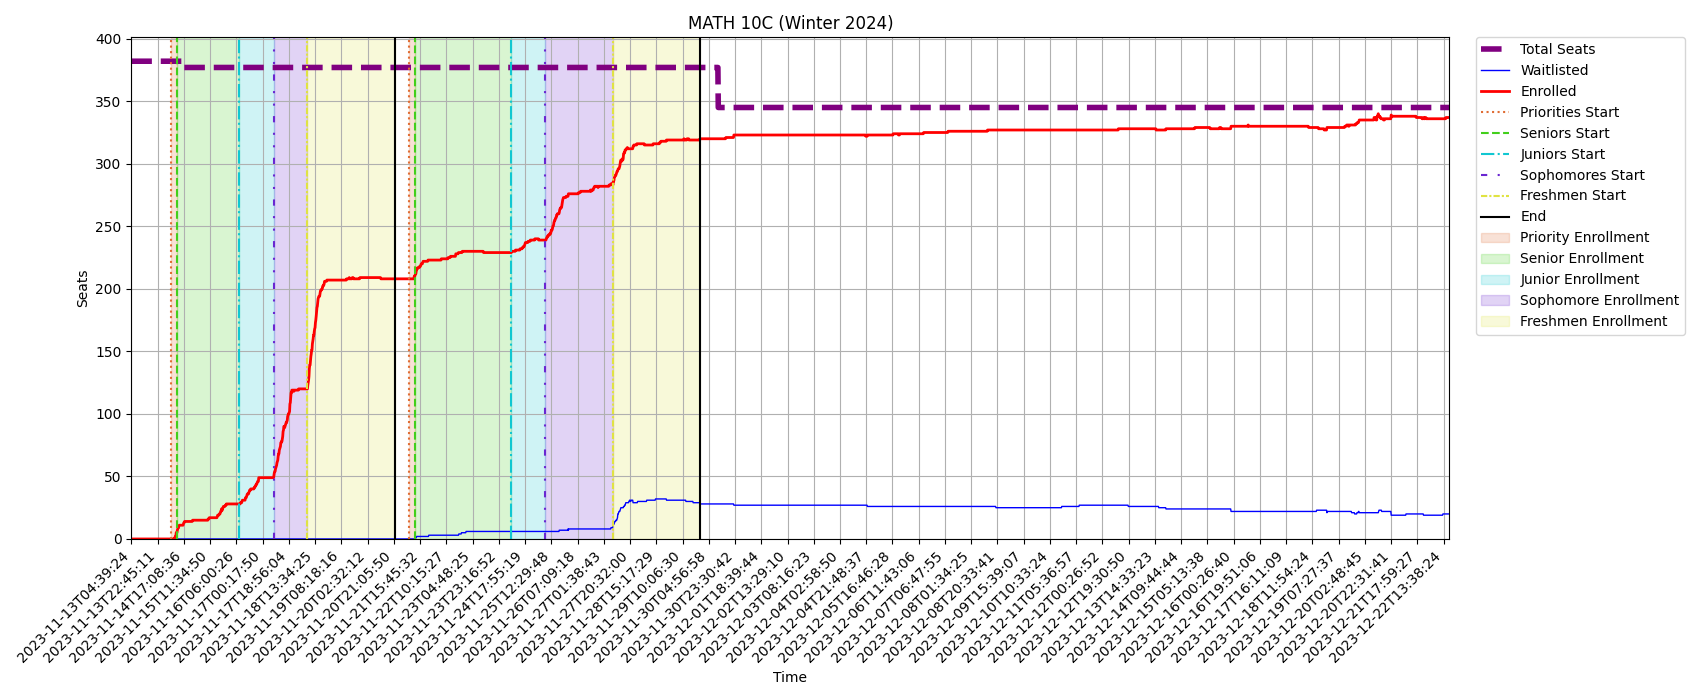 MATH 10C (Winter 2024)
400
350
300
250
200
150
100
50
0
Seats
2023-11-13T04:39:24
2023-11-13T22:45:11
2023-11-14T17:08:36
2023-11-15T11:34:50
2023-11-16T06:00:26
2023-11-17T00:17:50
2023-11-17T18:56:04
2023-11-18T13:34:25
2023-11-19T08:18:16
2023-11-20T02:32:12
2023-11-20T21:05:50
2023-11-21T15:45:32
2023-11-22T10:15:27
2023-11-23T04:48:25
2023-11-23T23:16:52
2023-11-24T17:55:19
2023-11-25T12:29:48
2023-11-26T07:09:18
2023-11-27T01:38:43
2023-11-27T20:32:00
2023-11-28T15:17:29
2023-11-29T10:06:30
2023-11-30T04:56:58
2023-11-30T23:30:42
2023-12-01T18:39:44
2023-12-02T13:29:10
2023-12-03T08:16:23
2023-12-04T02:58:50
2023-12-04T21:48:37
2023-12-05T16:46:28
2023-12-06T11:43:06
2023-12-07T06:47:55
2023-12-08T01:34:25
2023-12-08T20:33:41
2023-12-09T15:39:07
2023-12-10T10:33:24
2023-12-11T05:36:57
2023-12-12T00:26:52
2023-12-12T19:30:50
2023-12-13T14:33:23
2023-12-14T09:44:44
2023-12-15T05:13:38
2023-12-16T00:26:40
2023-12-16T19:51:06
2023-12-17T16:11:09
2023-12-18T11:54:24
2023-12-19T07:27:37
2023-12-20T02:48:45
2023-12-20T22:31:41
2023-12-21T17:59:27
2023-12-22T13:38:24
Time
Total Seats
Waitlisted
Enrolled
Priorities Start
Seniors Start
Juniors Start
Sophomores Start
Freshmen Start
End
Priority Enrollment
Senior Enrollment
Junior Enrollment
Sophomore Enrollment
Freshmen Enrollment